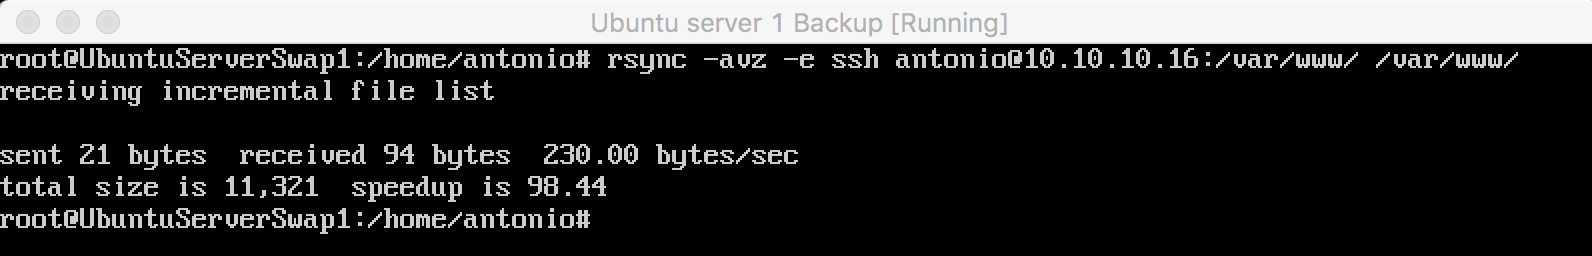 Ubuntu server 1 Backup [Running]
root@UbuntuServerSwap1:/home/antonio# rsync -avz -e ssh antonio@10.10.10.16:/var/www/ /var/www/
receiving incremental file list
sent 21 bytes  received 94 bytes  230.00 bytes/sec
total size is 11,321  speedup is 98.44
root@UbuntuServerSwap1:/home/antonio#